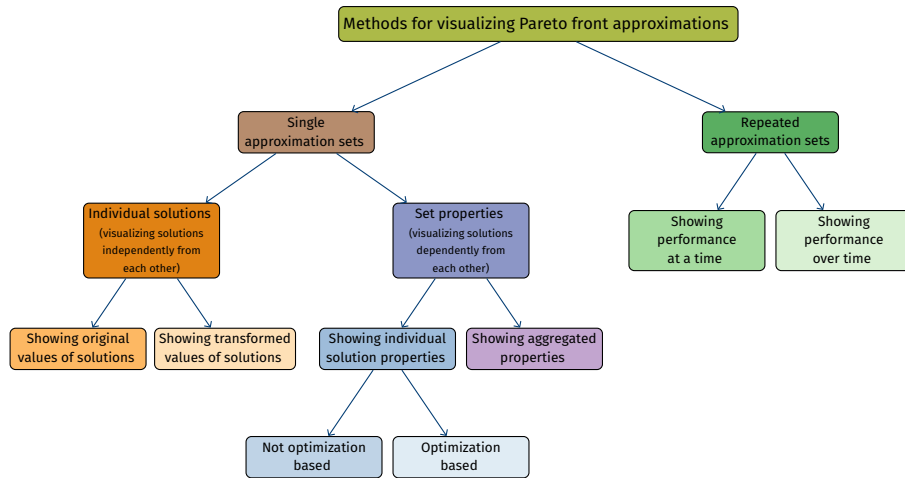 Methods for visualizing Pareto front approximations
Single
approximation sets
Repeated
approximation sets
Individual solutions
(visualizing solutions
independently from
each other)
Set properties
(visualizing solutions
dependently from
each other)
Showing
performance
at a time
Showing
performance
over time
Showing original
values of solutions
Showing transformed
values of solutions
Showing individual
solution properties
Showing aggregated
properties
Not optimization
based
Optimization
based